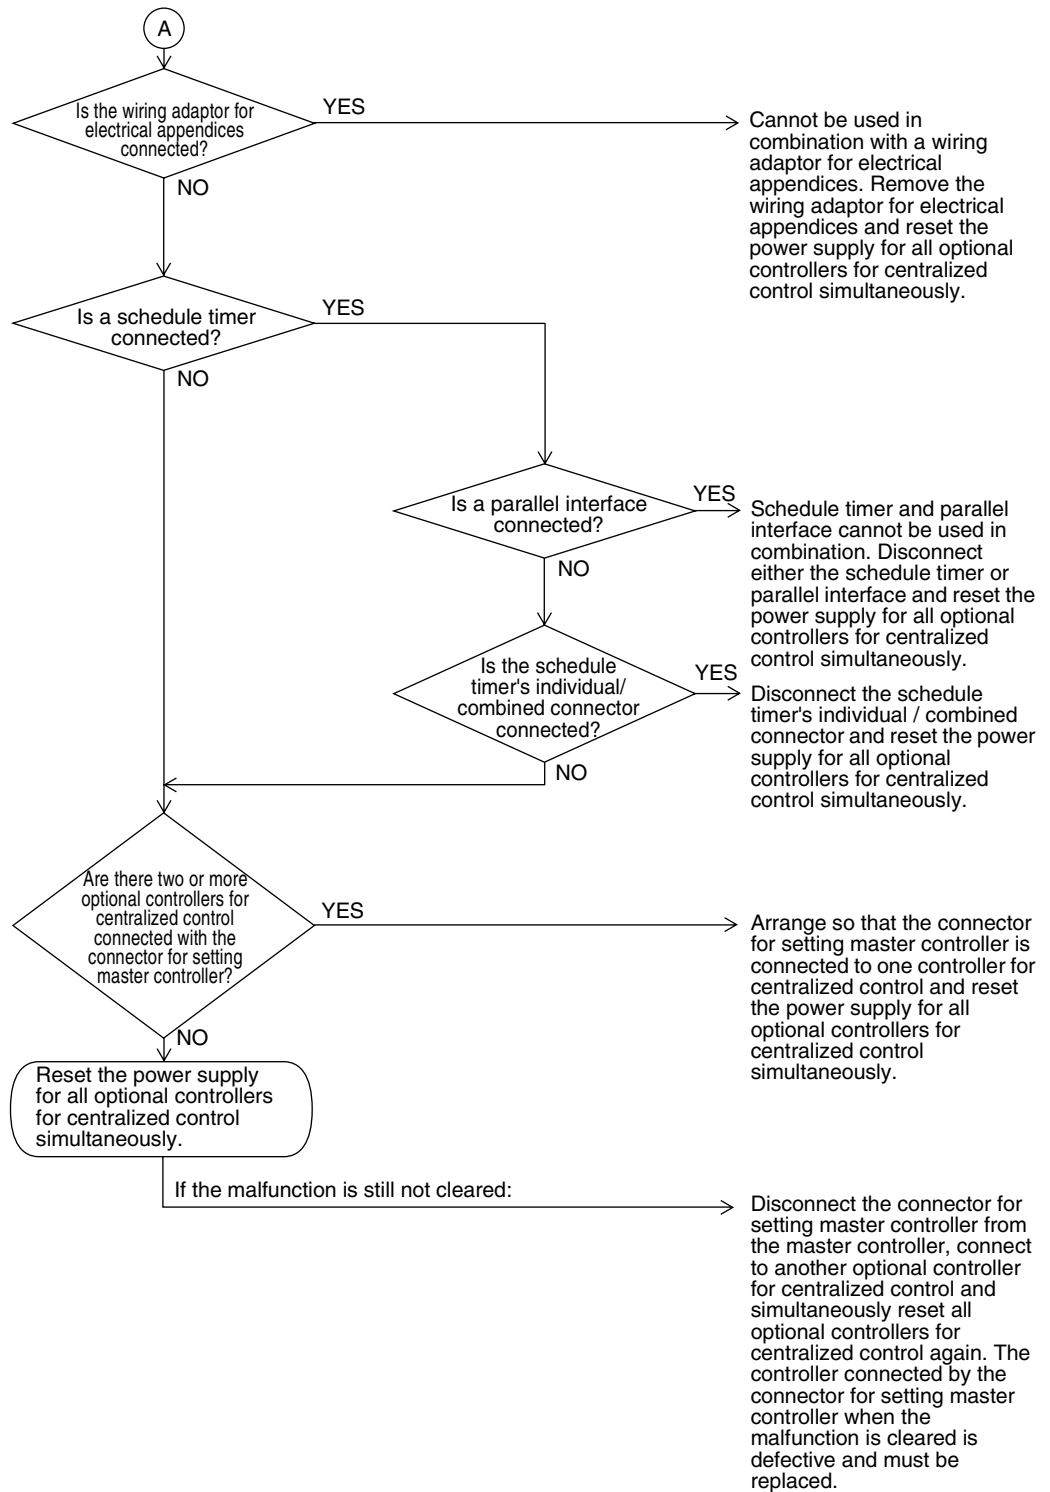 A
Is the wiring adaptor for
electrical appendices
connected?
YES
NO
Cannot be used in
combination with a wiring
adaptor for electrical
appendices. Remove the
wiring adaptor for electrical
appendices and reset the
power supply for all optional
controllers for centralized
control simultaneously.
Is a schedule timer
connected?
YES
NO
Is a parallel interface
connected?
YES
NO
Schedule timer and parallel
interface cannot be used in
combination. Disconnect
either the schedule timer or
parallel interface and reset the
power supply for all optional
controllers for centralized
control simultaneously.
Is the schedule
timer's individual/
combined connector
connected?
YES
NO
Disconnect the schedule
timer's individual / combined
connector and reset the power
supply for all optional
controllers for centralized
control simultaneously.
Are there two or more
optional controllers for
centralized control
connected with the
connector for setting
master controller?
YES
NO
Arrange so that the connector
for setting master controller is
connected to one controller for
centralized control and reset
the power supply for all
optional controllers for
centralized control
simultaneously.
Reset the power supply
for all optional controllers
for centralized control
simultaneously.
If the malfunction is still not cleared:
Disconnect the connector for
setting master controller from
the master controller, connect
to another optional controller
for centralized control and
simultaneously reset all
optional controllers for
centralized control again. The
controller connected by the
connector for setting master
controller when the
malfunction is cleared is
defective and must be
replaced.